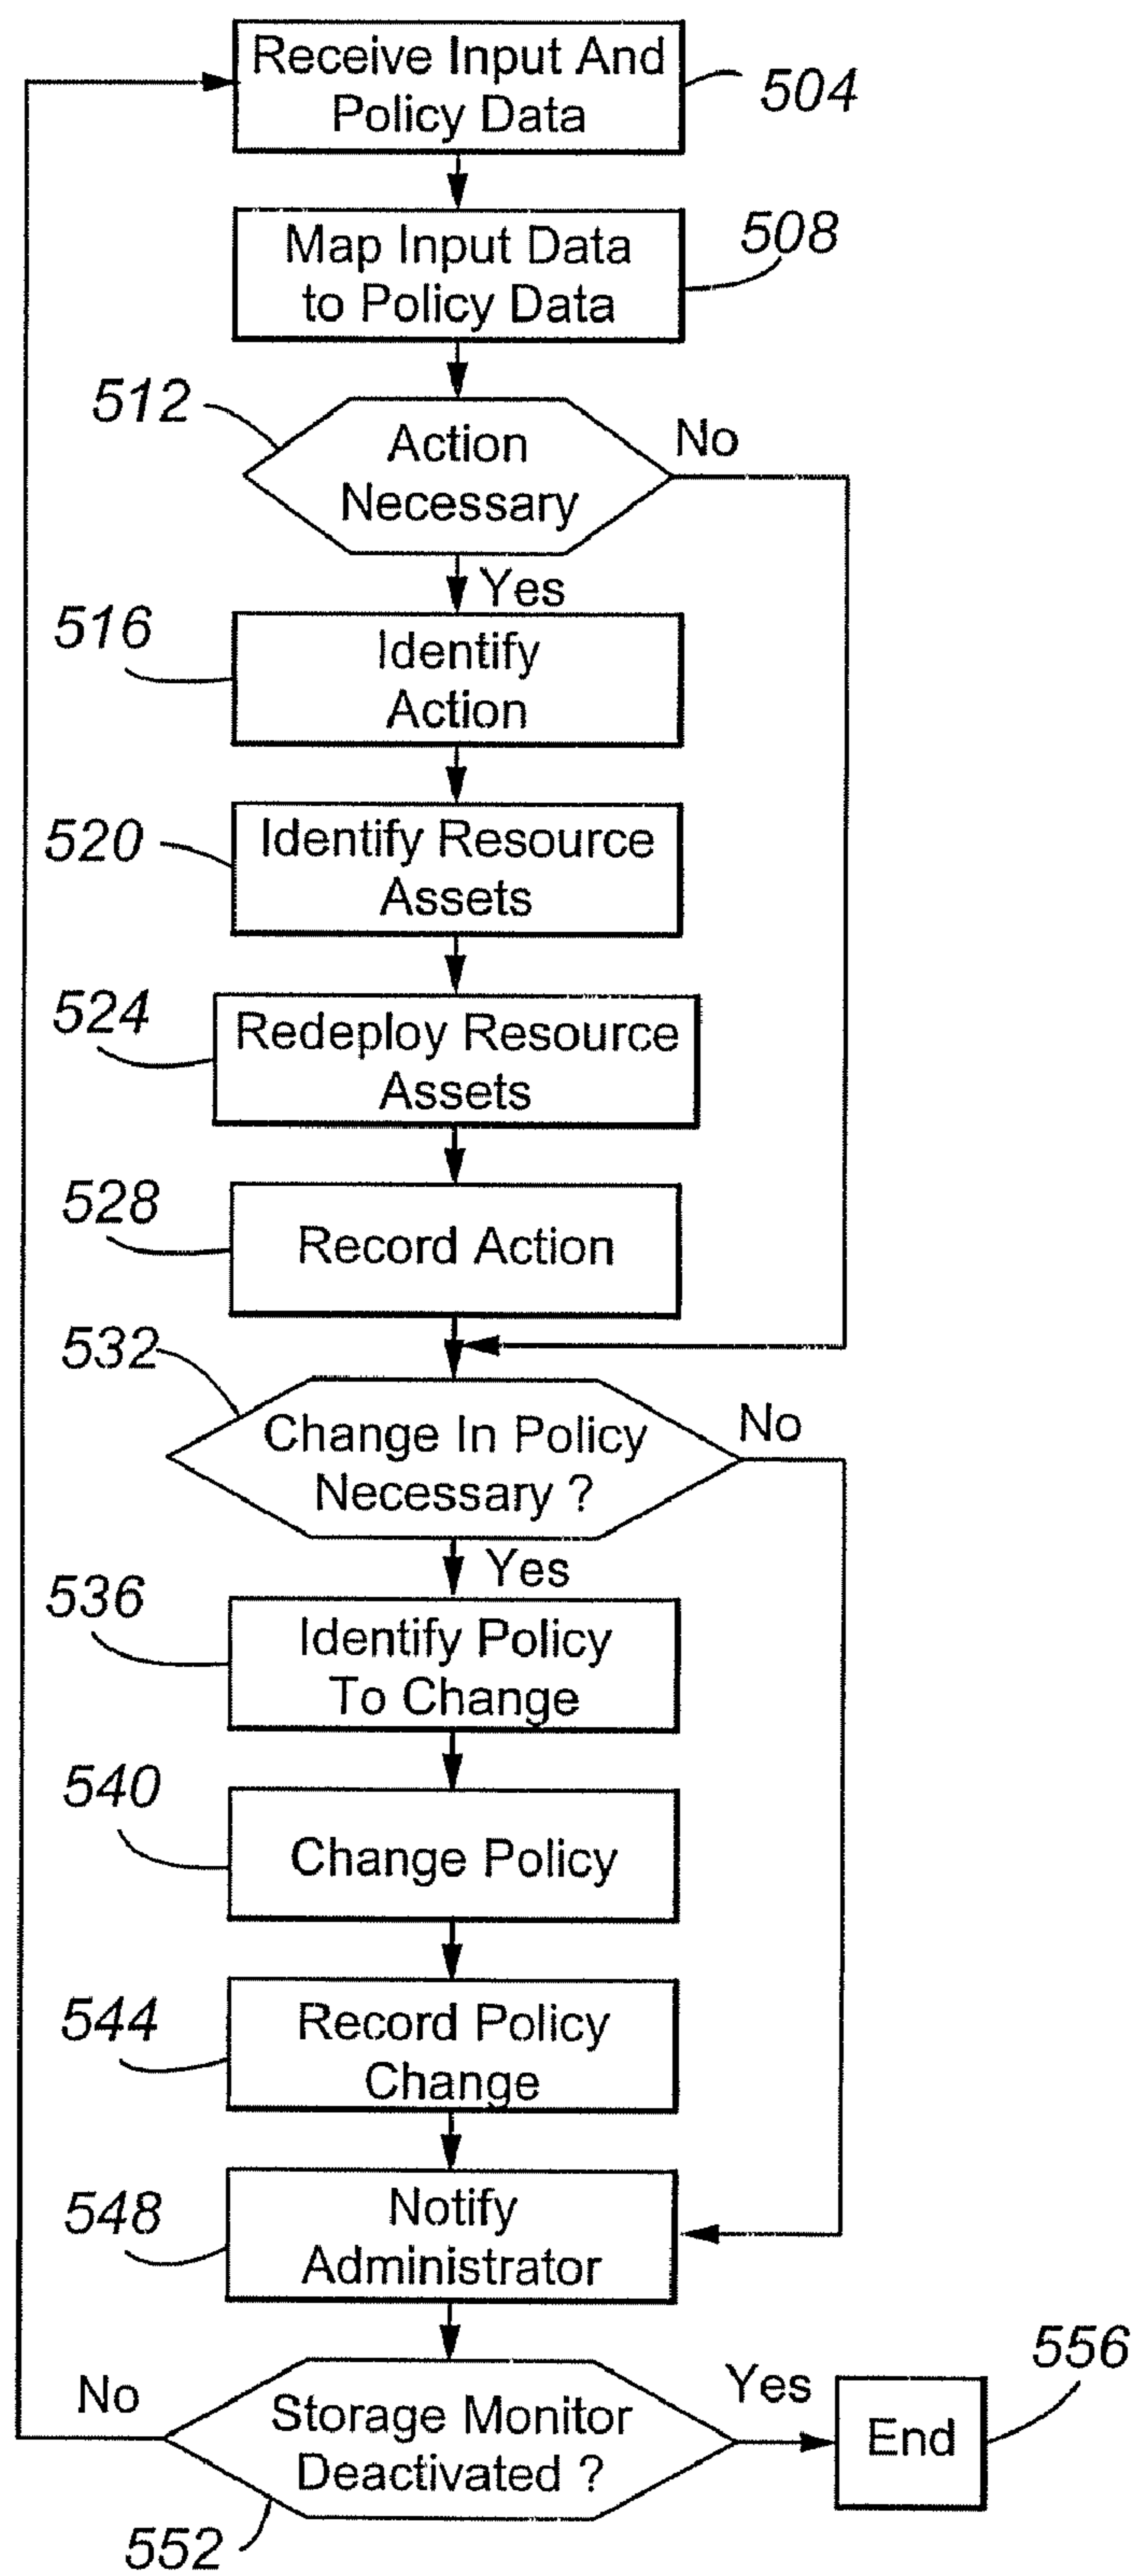 Receive Input And
Policy Data
504
Map Input Data
to Policy Data
508
512
Action
Necessary
No
Yes
516
Identify
Action
520
Identify Resource
Assets
524
Redeploy Resource
Assets
528
Record Action
532
Change In Policy
Necessary ?
No
Yes
536
Identify Policy
To Change
540
Change Policy
544
Record Policy
Change
548
Notify
Administrator
No
Storage Monitor
Deactivated ?
Yes
End
556
552